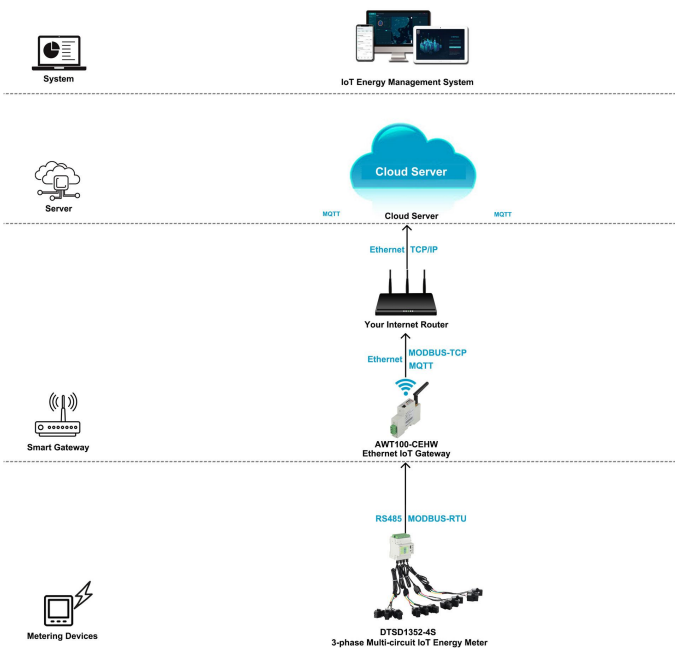 System
IoT Energy Management System
Cloud Server
Server
MQTT
Cloud Server
MQTT
Ethernet TCP/IP
Your Internet Router
Ethernet
MODBUS-TCP
MQTT
Smart Gateway
AWT100-CEHW
Ethernet IoT Gateway
RS485 MODBUS-RTU
Metering Devices
DTSD1352-4S
3-phase Multi-circuit IoT Energy Meter